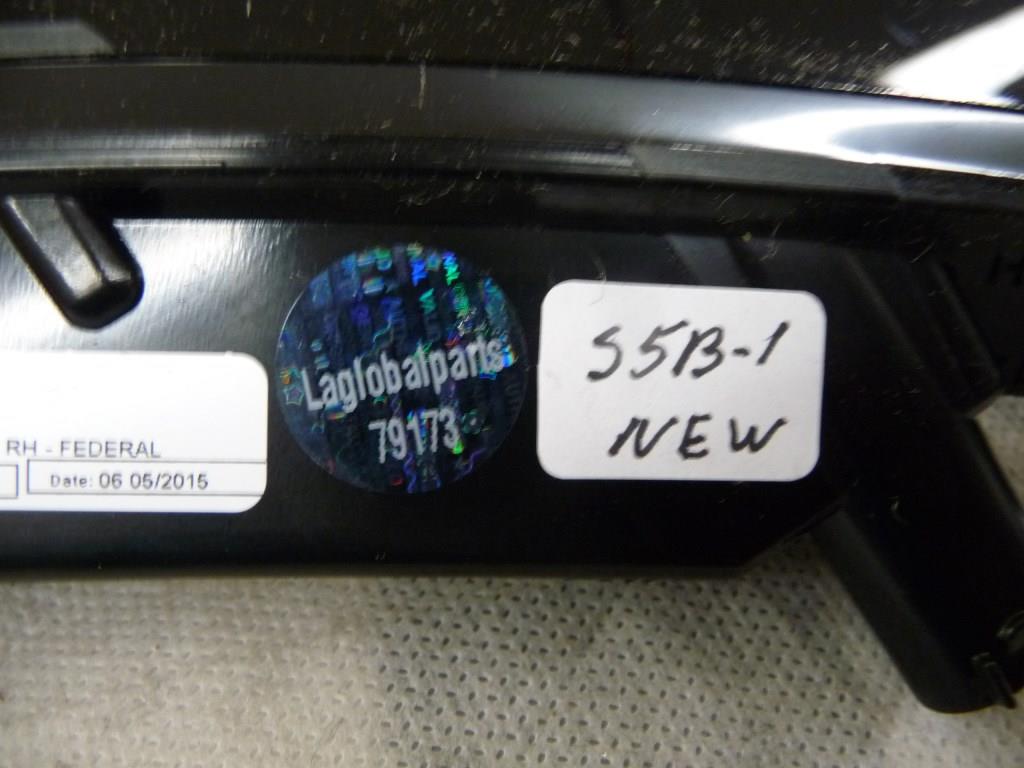 RH - FEDERAL
Date: 06 05/2015
Laglobalparts
79173
S5B-1
NEW